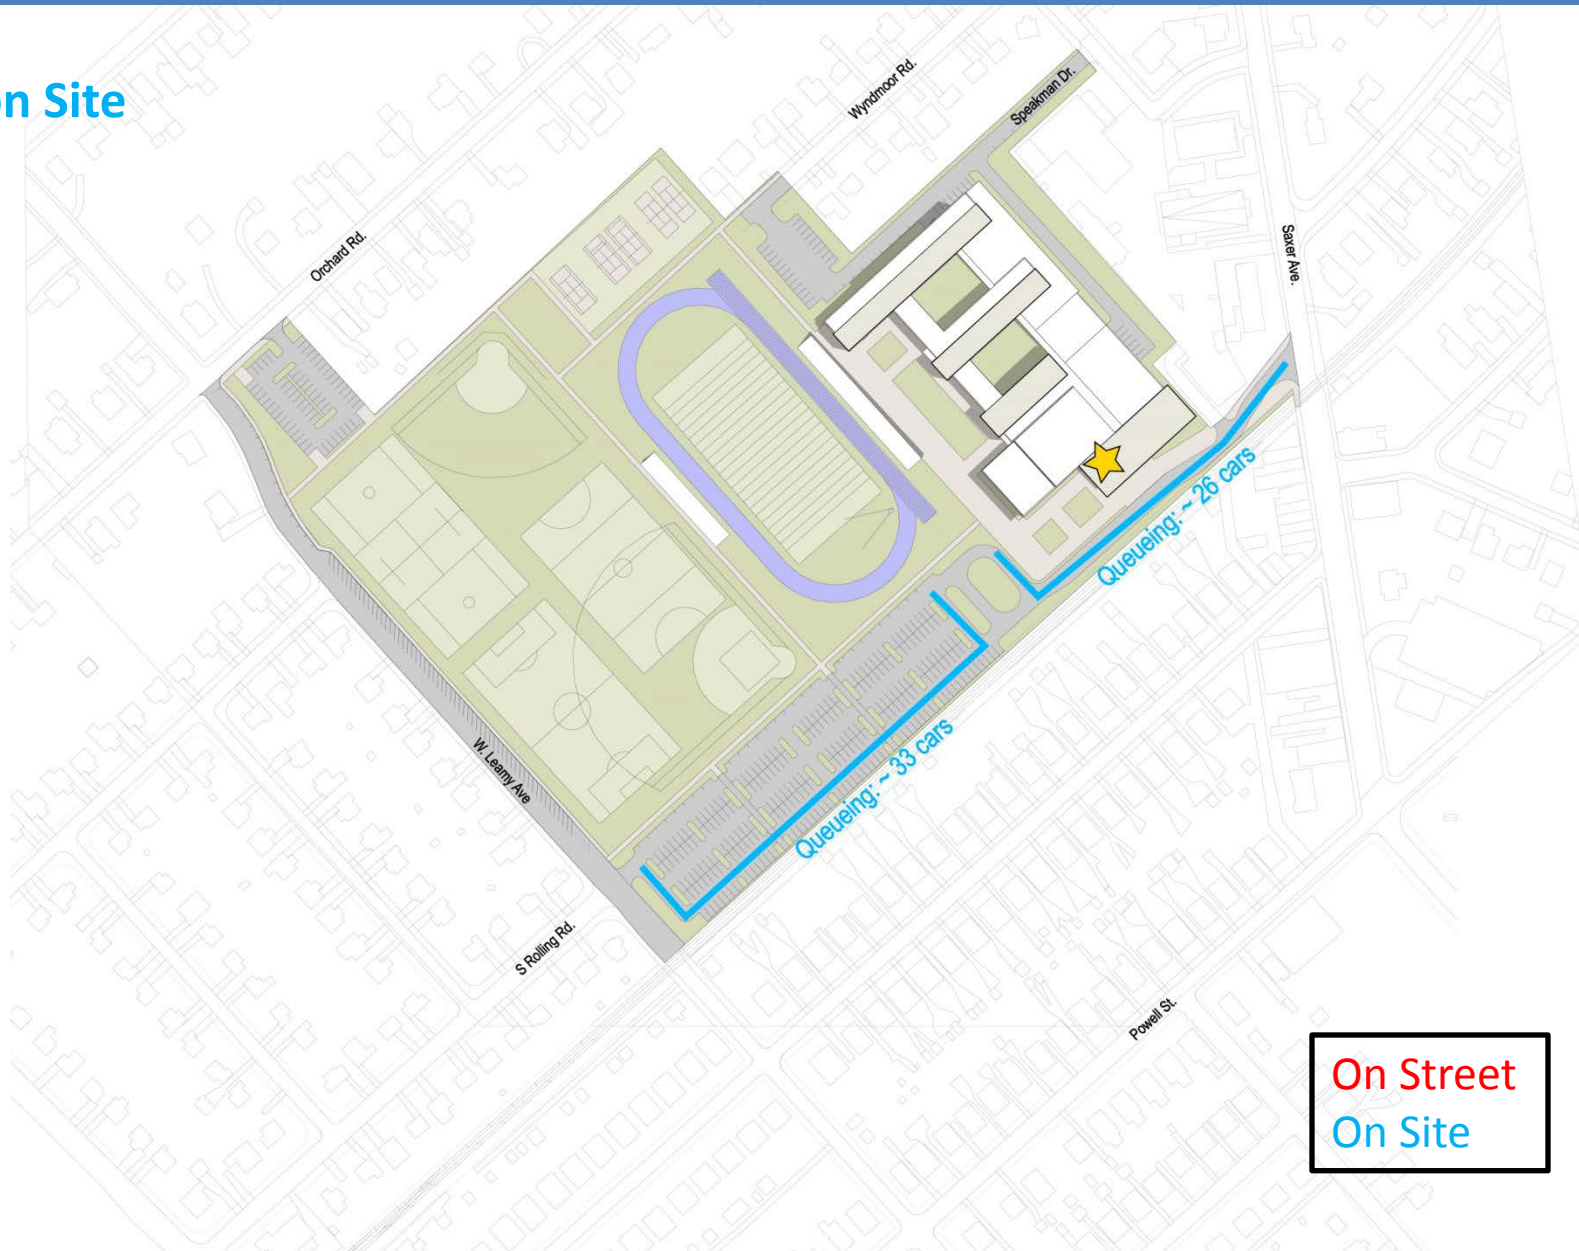 n Site
Wyndmoor Rd.
Speakman Dr.
Orchard Rd.
Saxer Ave.
Queueing: ~ 26 cars
Queueing: ~ 33 cars
W. Leamy Ave
S Rolling Rd.
Powell St.
On Street
On Site